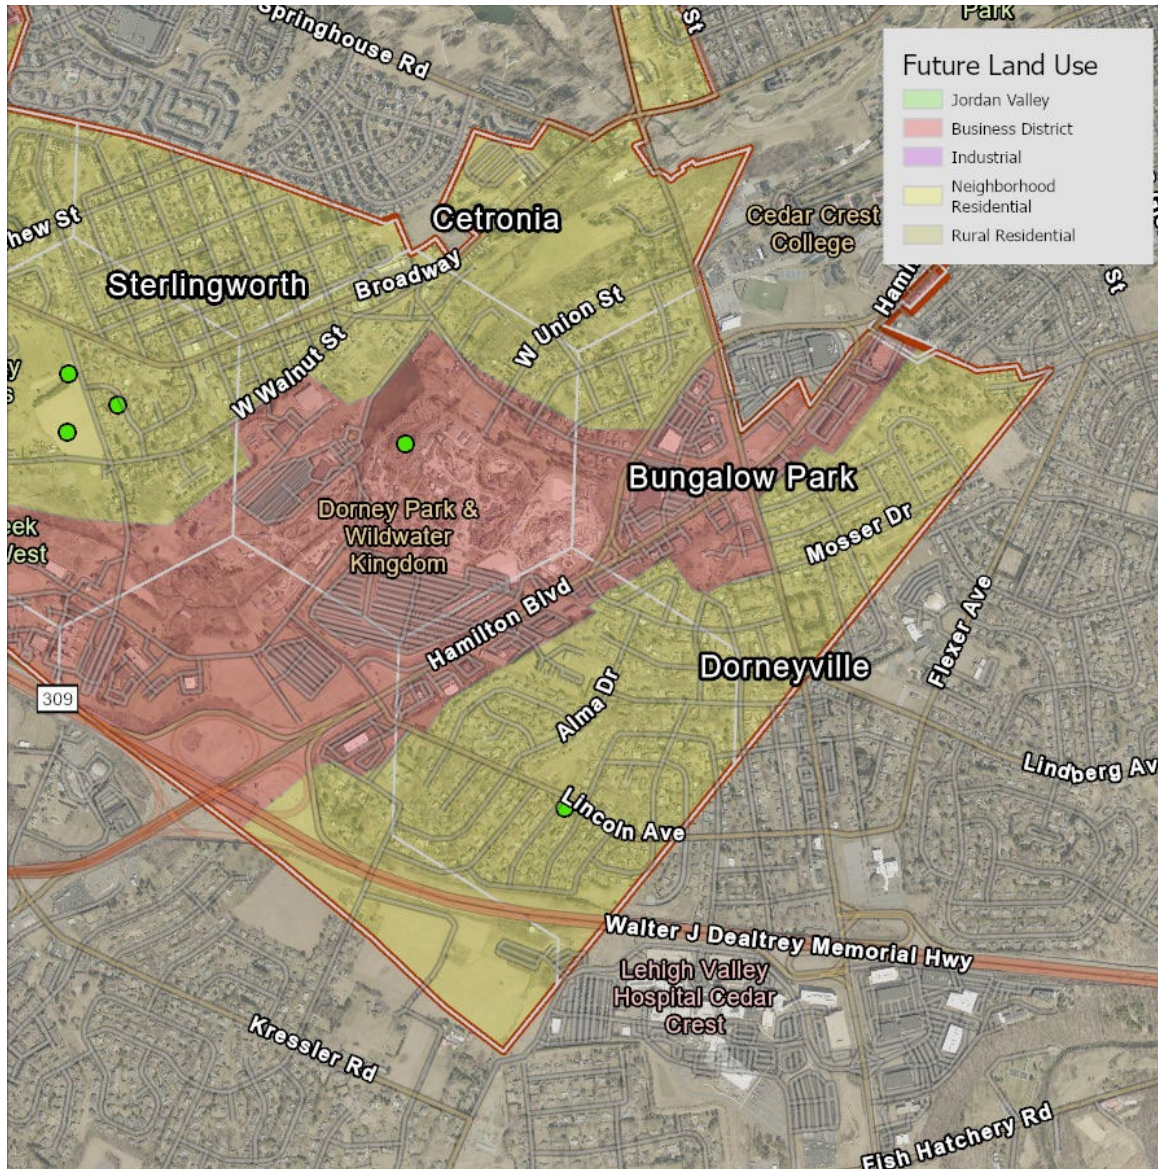 Springhouse Rd
St
Park
Future Land Use
Jordan Valley
Business District
Industrial
Neighborhood
Residential
Rural Residential
Cetronia
Cedar Crest
College
hew St
Sterlingworth
Broadway
W Union St
Hamil
St
W Walnut St
y
s
Bungalow Park
Dorney Park &
Wildwater
Kingdom
Mosser Dr
eek
West
Hamilton Blvd
Flexer Ave
Dorneyville
309
Alma Dr
Lindberg Av
Lincoln Ave
Walter J Dealtrey Memorial Hwy
Lehigh Valley
Hospital Cedar
Crest
Kressler Rd
Fish Hatchery Rd